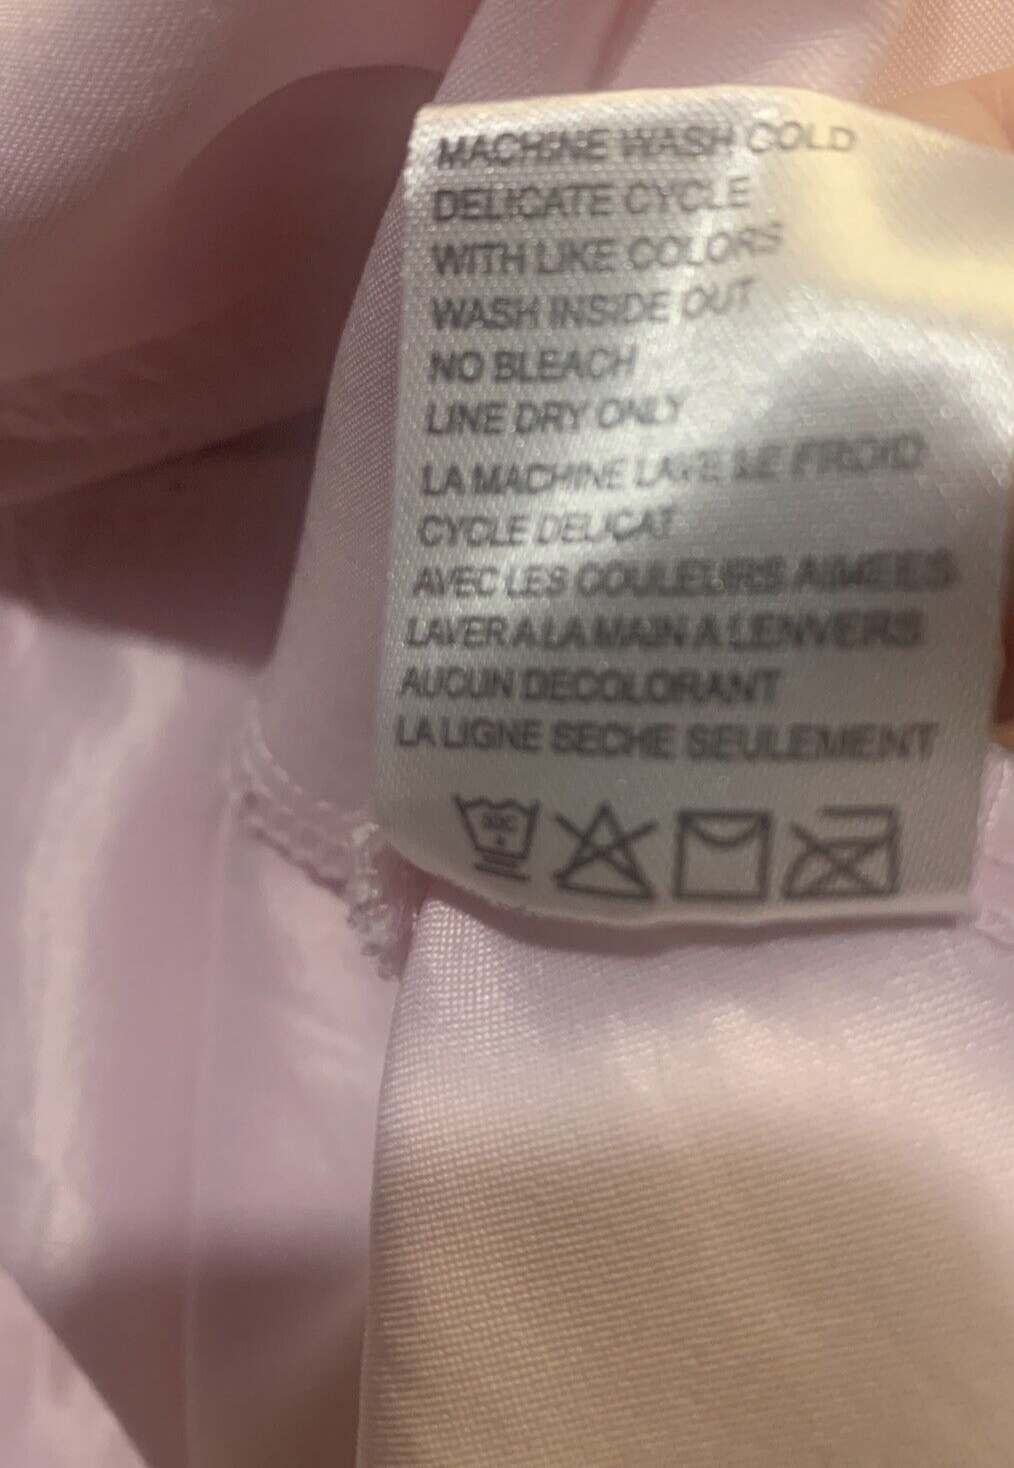 MACHINE WASH COLD
DELICATE CYCLE
WITH LIKE COLORS
WASH INSIDE OUT
NO BLEACH
LINE DRY ONLY
LA MACHINE LAVE LE FROID
CYCLE DELICAT
AVEC LES COULEURS AIMEES
LAVER A LA MAIN A LENVERS
AUCUN DECOLORANT
LA LIGNE SECHE SEULEMENT